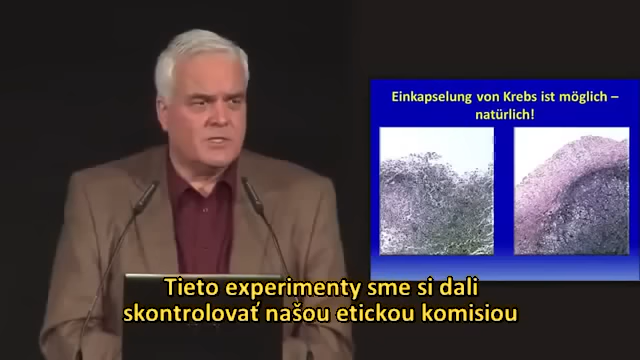 Einkapselung von Krebs ist möglich –
natürlich!
Tieto experimenty sme si dali
skontrolovať našou etickou komisiou